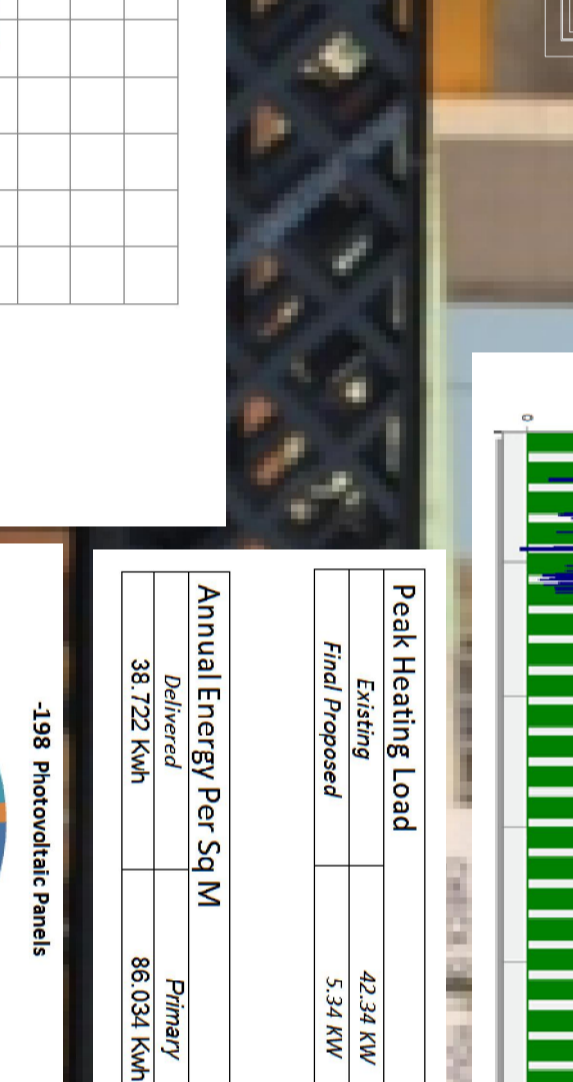 0
Peak Heating Load
Existing 42.34 KW
Final Proposed 5.34 KW
Annual Energy Per Sq M
Delivered Primary
38.722 Kwh 86.034 Kwh
-198 Photovoltaic Panels